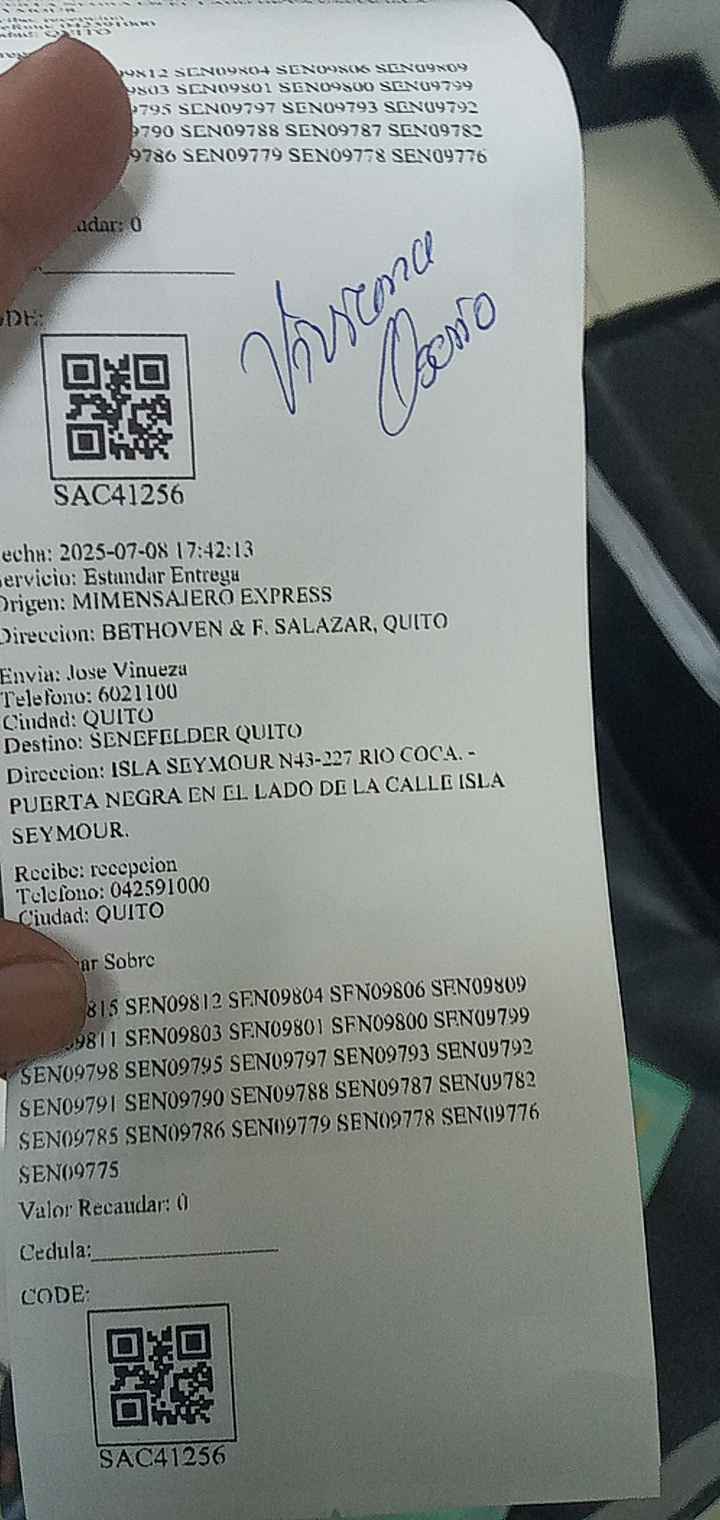 QUITO
9812 SEN09804 SEN09806 SEN09809
9803 SEN09801 SEN09800 SEN09799
9795 SEN09797 SEN09793 SEN09792
9790 SEN09788 SEN09787 SEN09782
9786 SEN09779 SEN09778 SEN09776
udar: 0
DE:
Viviana
Osorio
SAC41256
echa: 2025-07-08 17:42:13
ervicio: Estandar Entrega
Origen: MIMENSAJERO EXPRESS
Direccion: BETHOVEN & F. SALAZAR, QUITO
Envia: Jose Vinueza
Telefono: 6021100
Ciudad: QUITO
Destino: SENEFELDER QUITO
Direccion: ISLA SEYMOUR N43-227 RIO COCA. -
PUERTA NEGRA EN EL LADO DE LA CALLE ISLA
SEYMOUR.
Recibe: recepcion
Telefono: 042591000
Ciudad: QUITO
ar Sobre
815 SEN09812 SEN09804 SEN09806 SEN09809
9811 SEN09803 SEN09801 SEN09800 SEN09799
SEN09798 SEN09795 SEN09797 SEN09793 SEN09792
SEN09791 SEN09790 SEN09788 SEN09787 SEN09782
SEN09785 SEN09786 SEN09779 SEN09778 SEN09776
SEN09775
Valor Recaudar: 0
Cedula:
CODE:
SAC41256